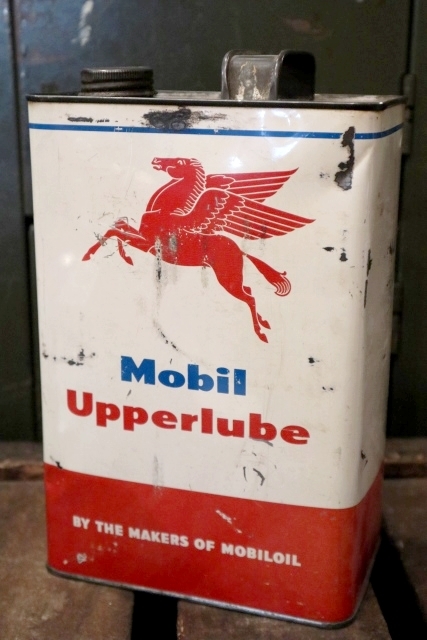 Mobil
Upperlube
BY THE MAKERS OF MOBILOIL